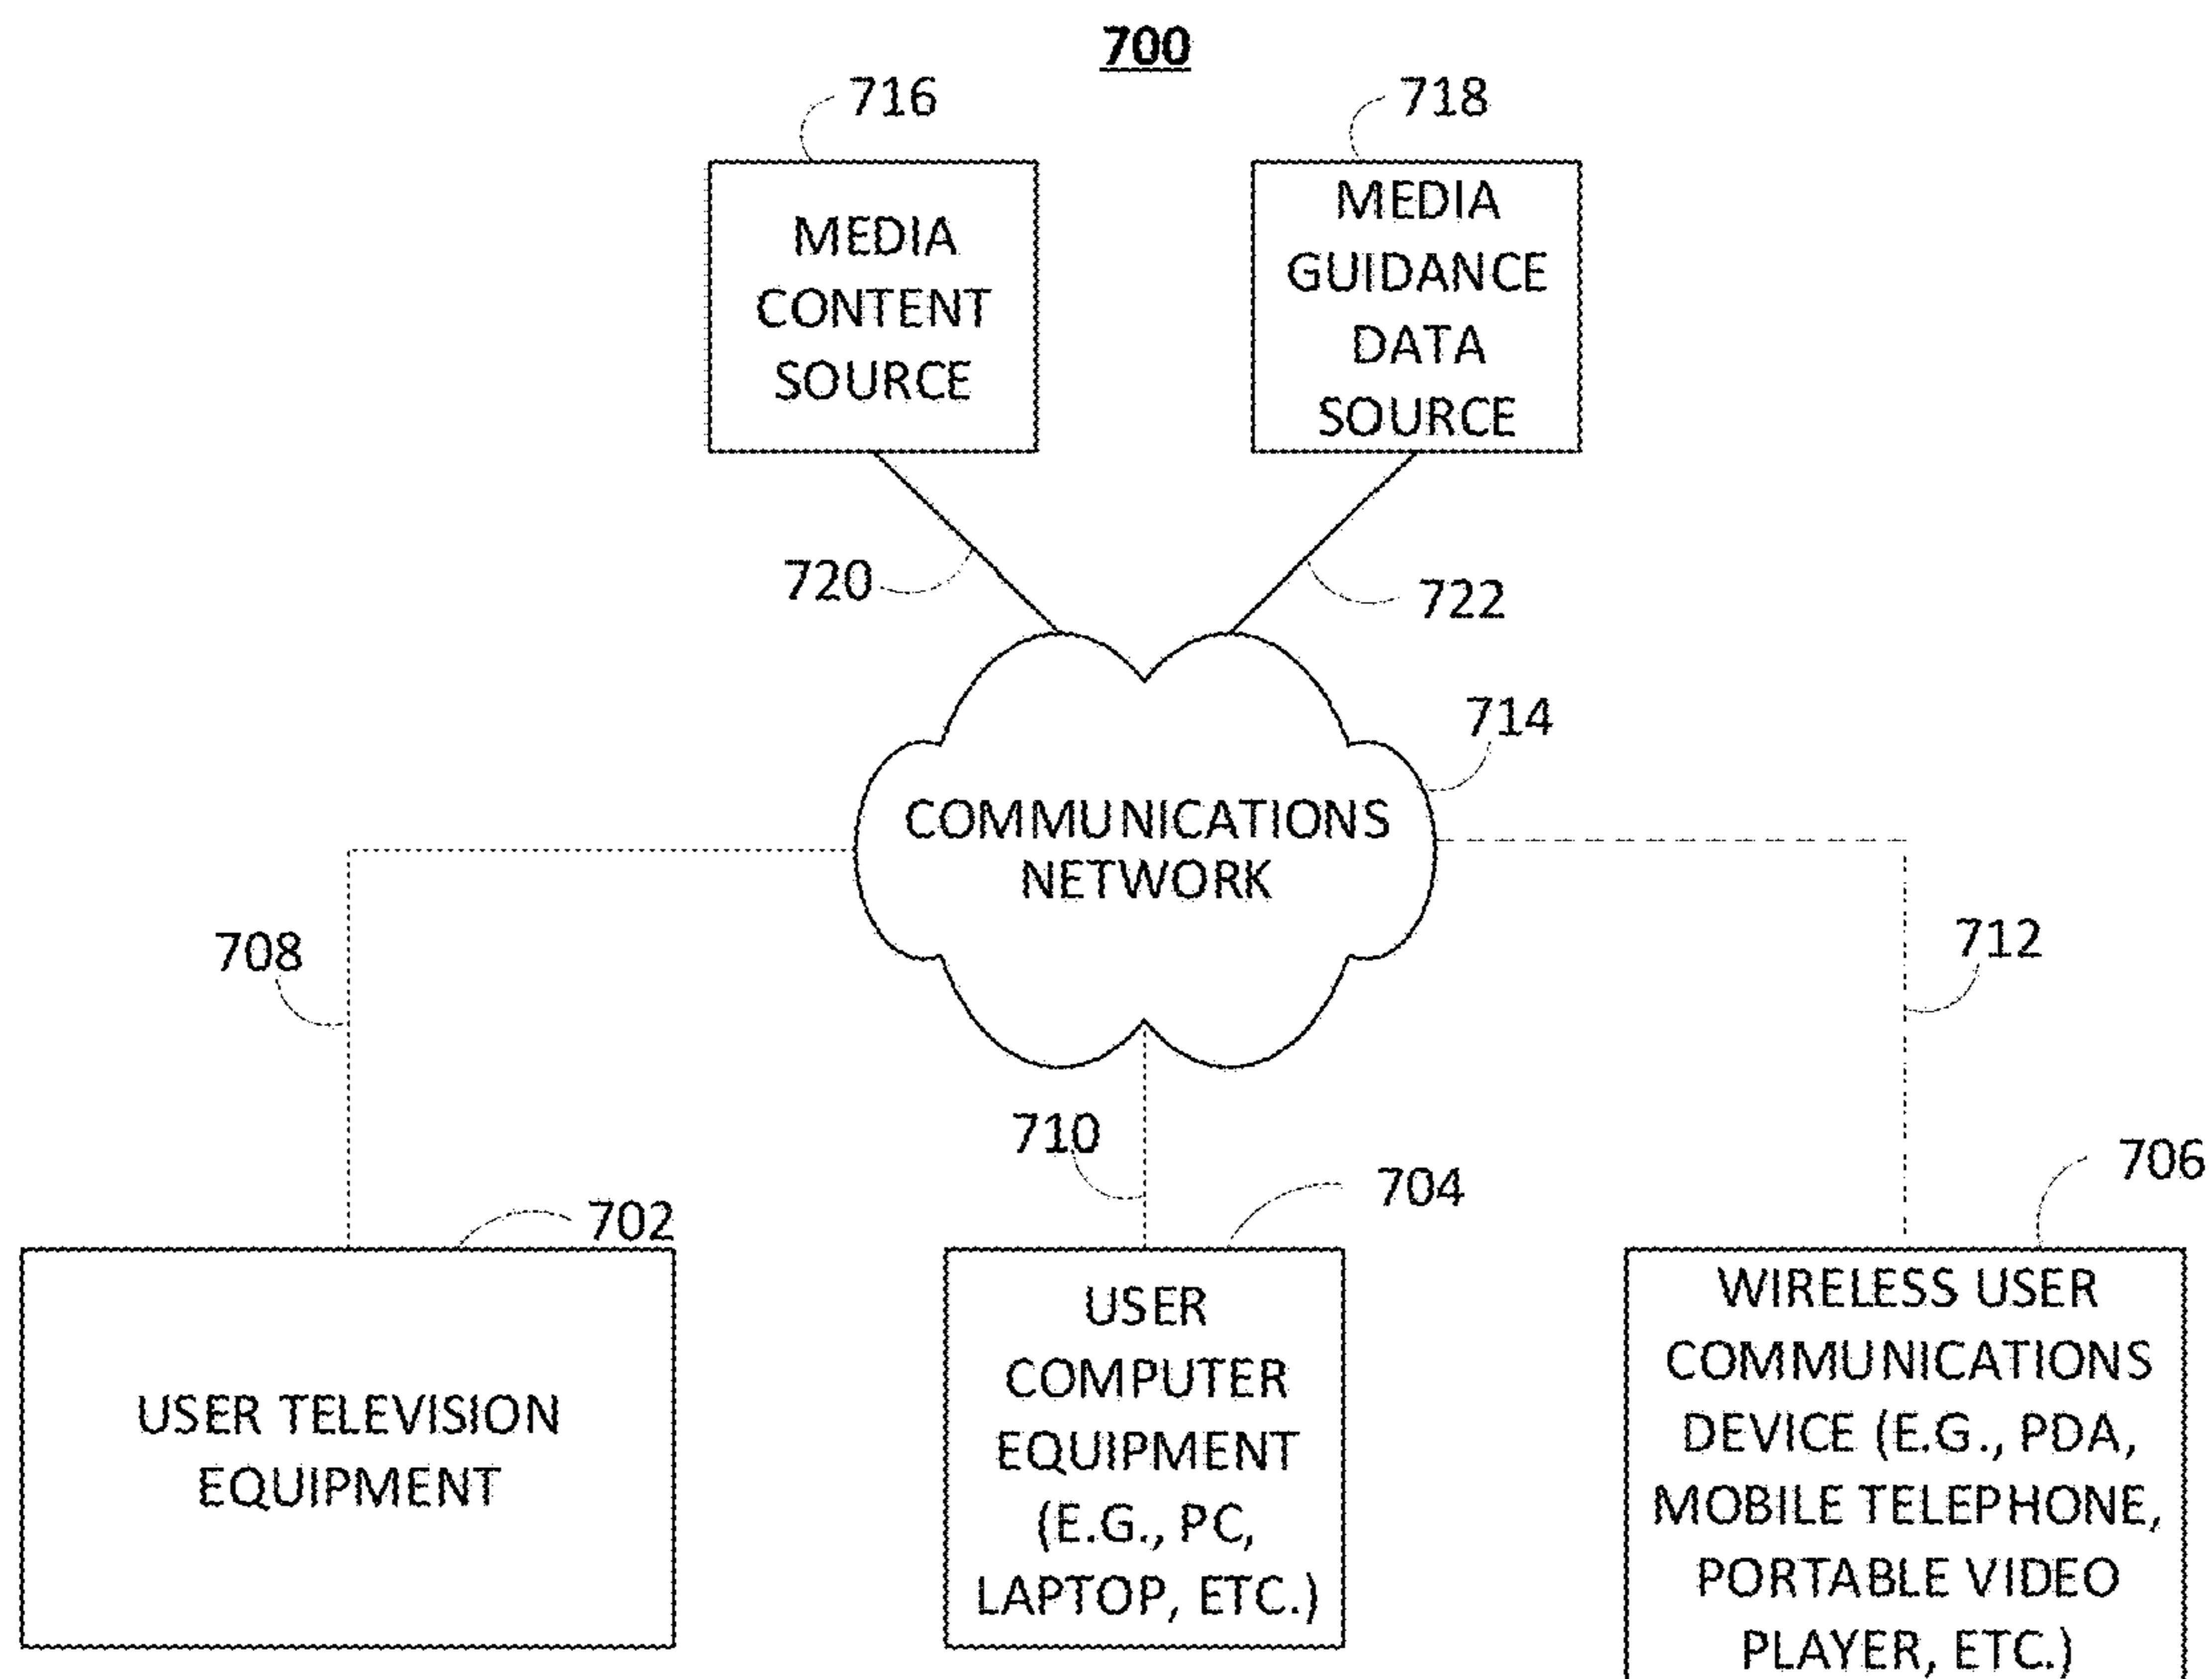 700
716
718
MEDIA
CONTENT
SOURCE
MEDIA
GUIDANCE
DATA
SOURCE
720
722
714
COMMUNICATIONS
NETWORK
708
712
710
704
706
702
USER TELEVISION
EQUIPMENT
USER
COMPUTER
EQUIPMENT
(E.G., PC,
LAPTOP, ETC.)
WIRELESS USER
COMMUNICATIONS
DEVICE (E.G., PDA,
MOBILE TELEPHONE,
PORTABLE VIDEO
PLAYER, ETC.)